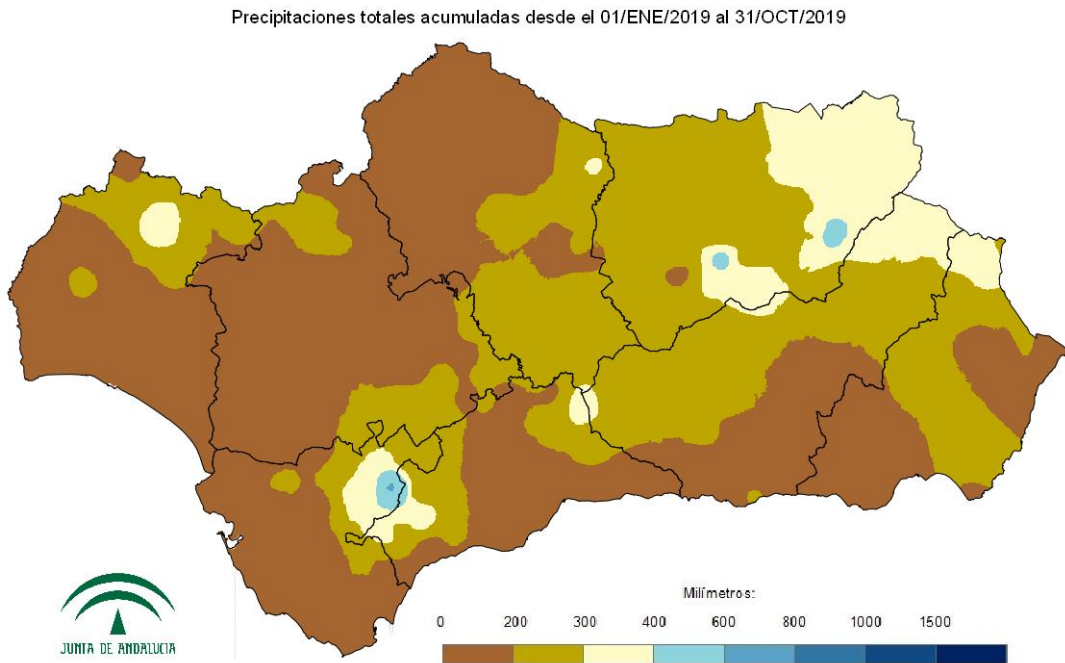 Precipitaciones totales acumuladas desde el 01/ENE/2019 al 31/OCT/2019
JUNTA DE ANDALUCIA
Milímetros:
0 200 300 400 600 800 1000 1500